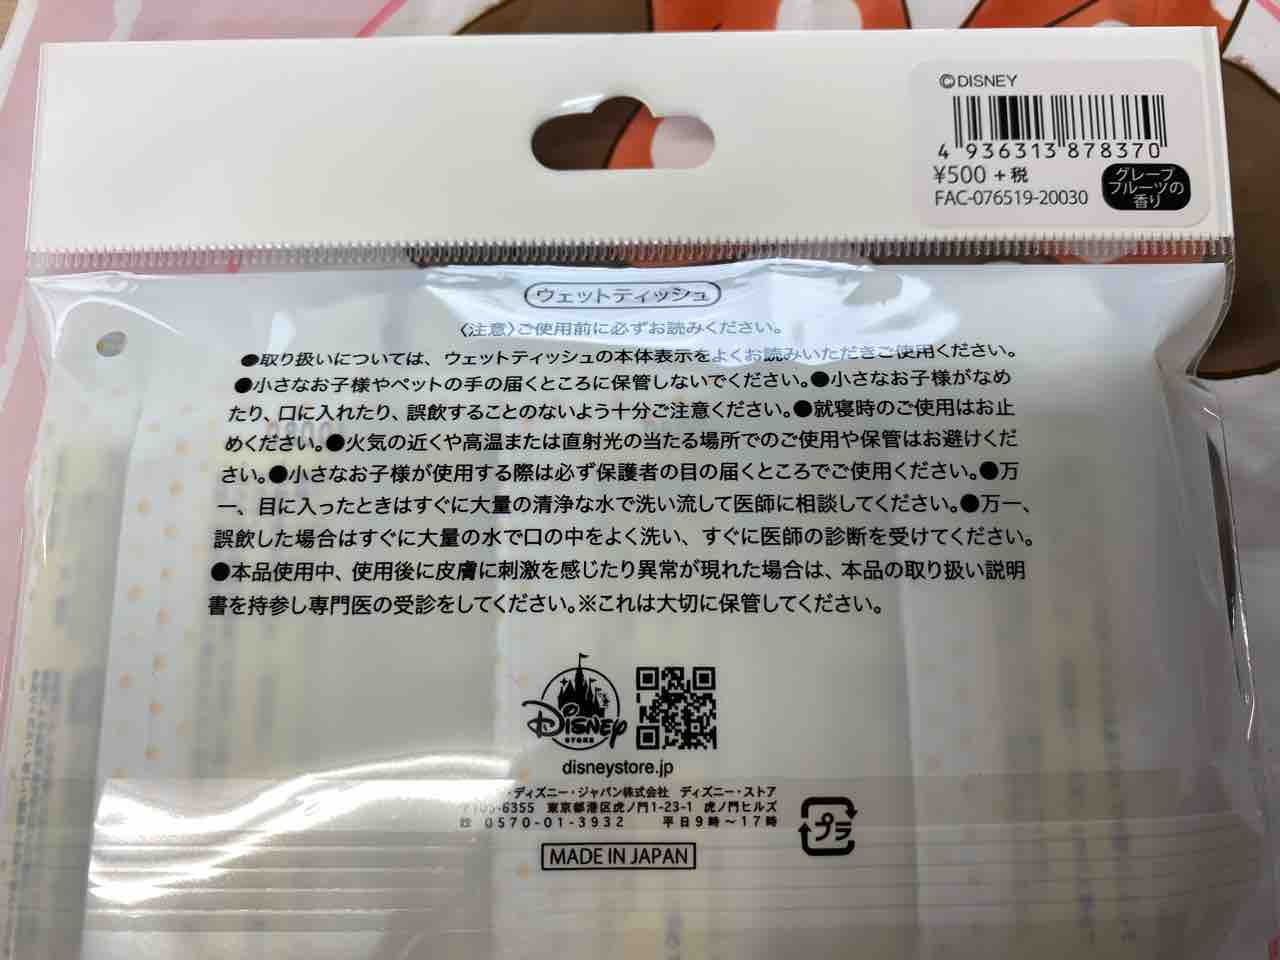 ©DISNEY
4 936313 878370
¥500 +税
FAC-076519-20030
グレープ
フルーツの
香り
ウェットティッシュ
〈注意〉ご使用前に必ずお読みください。
●取り扱いについては、ウェットティッシュの本体表示をよくお読みいただきご使用ください。
●小さなお子様やペットの手の届くところに保管しないでください。●小さなお子様がなめ
たり、口に入れたり、誤飲することのないよう十分ご注意ください。●就寝時のご使用はお止
めください。●火気の近くや高温または直射光の当たる場所でのご使用や保管はお避けくだ
さい。●小さなお子様が使用する際は必ず保護者の目の届くところでご使用ください。●万
一、目に入ったときはすぐに大量の清浄な水で洗い流して医師に相談してください。●万一、
誤飲した場合はすぐに大量の水で口の中をよく洗い、すぐに医師の診断を受けてください。
●本品使用中、使用後に皮膚に刺激を感じたり異常が現れた場合は、本品の取り扱い説明
書を持参し専門医の受診をしてください。※これは大切に保管してください。
DISNEY
STORE
disneystore.jp
・ディズニー・ジャパン株式会社 ディズニー・ストア
〒105-6355 東京都港区虎ノ門1-23-1 虎ノ門ヒルズ
☎ 0570-01-3932 平日9時～17時
プラ
MADE IN JAPAN